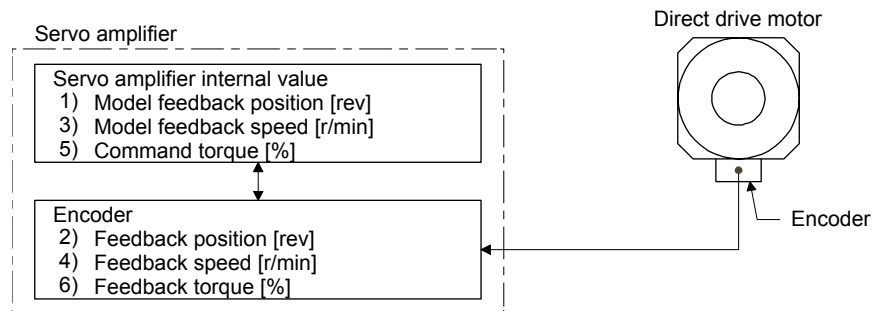 Direct drive motor
Servo amplifier
Servo amplifier internal value
1) Model feedback position [rev]
3) Model feedback speed [r/min]
5) Command torque [%]
Encoder
2) Feedback position [rev]
4) Feedback speed [r/min]
6) Feedback torque [%]
Encoder